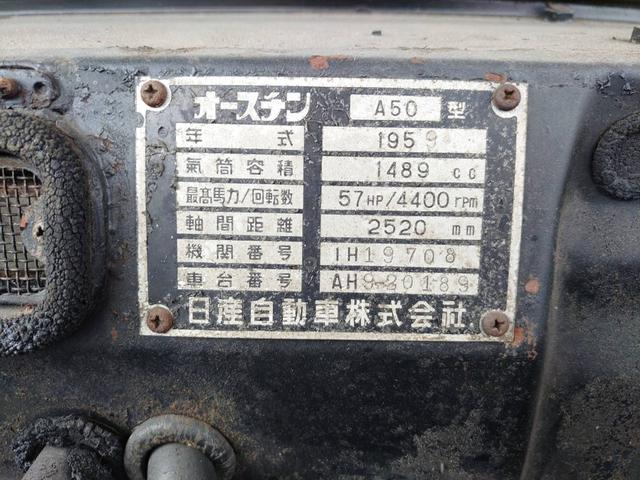 オースチン A50 型
年式 1959
氣筒容積 1489 cc
最高馬力/回転数 57HP/4400rpm
軸間距離 2520 mm
機関番号 1H19708
車台番号 AH920189
日産自動車株式会社